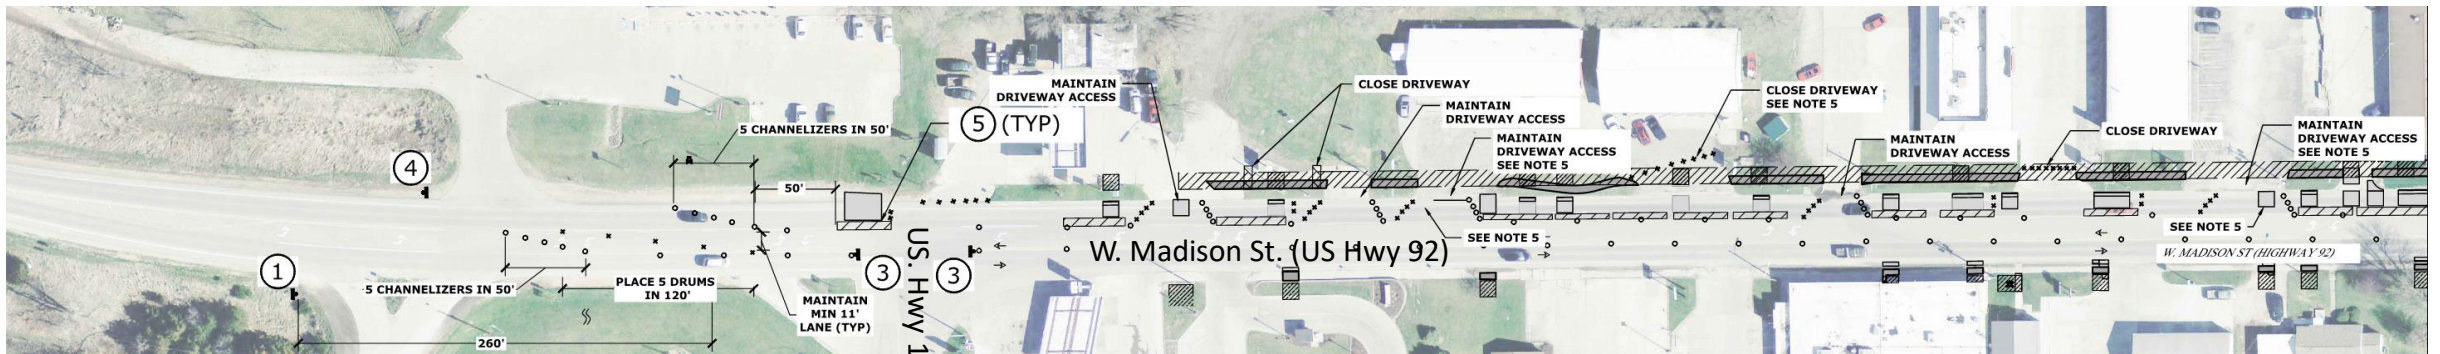 MAINTAIN
DRIVEWAY ACCESS
CLOSE DRIVEWAY
MAINTAIN
DRIVEWAY ACCESS
CLOSE DRIVEWAY
SEE NOTE 5
5 CHANNELIZERS IN 50'
5 (TYP)
MAINTAIN
DRIVEWAY ACCESS
SEE NOTE 5
MAINTAIN
DRIVEWAY ACCESS
CLOSE DRIVEWAY
MAINTAIN
DRIVEWAY ACCESS
SEE NOTE 5
4
50'
SEE NOTE 5
SEE NOTE 5
US. Hwy 1
W. Madison St. (US Hwy 92)
W. MADISON ST (HIGHWAY 92)
1
3
3
5 CHANNELIZERS IN 50'
PLACE 5 DRUMS
IN 120'
MAINTAIN
MIN 11'
LANE (TYP)
260'